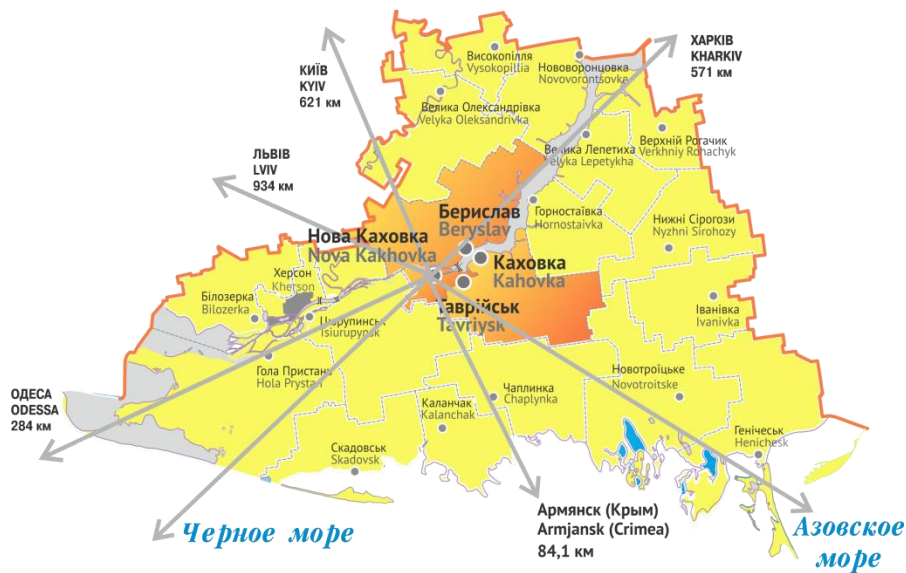 ХАРКІВ
KHARKIV
571 км
КИЇВ
KYIV
621 км
ЛЬВІВ
LVIV
934 км
Високопілля
Vysokopillia
Нововоронцовка
Novovorontsovka
Велика Олександрівка
Velyka Oleksandrivka
Велика Лепетиха
Velyka Lepetykha
Верхній Рогачик
Verkhniy Rohachyk
Берислав
Beryslav
Горностаївка
Hornostaivka
Нижні Сірогози
Nyzhni Sirohozy
Нова Каховка
Nova Kakhovka
Каховка
Kahovka
Херсон
Kherson
Білозерка
Bilozerka
Цюрупинськ
Tsiurupynsk
Таврійськ
Tavriysk
Іванівка
Ivanivka
Гола Пристань
Hola Prystan
Новотроїцьке
Novotroitske
Чаплинка
Chaplynka
Каланчак
Kalanchak
ОДЕСА
ODESSA
284 км
Скадовськ
Skadovsk
Генічеськ
Henichesk
Армянск (Крым)
Armjansk (Crimea)
84,1 км
Черное море
Азовское
море